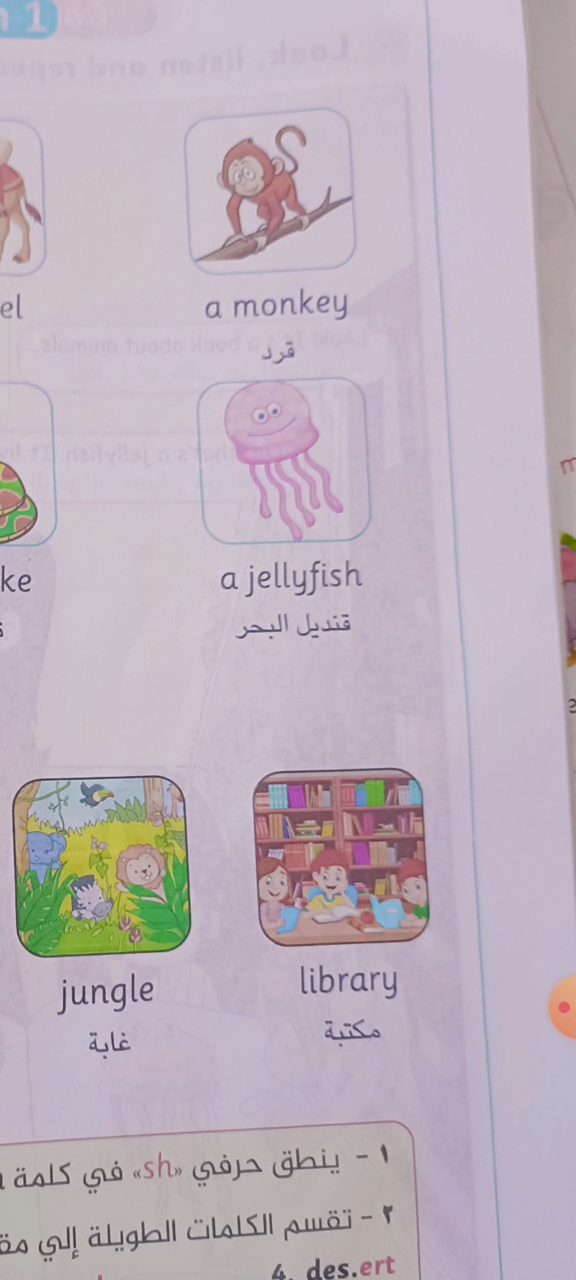 1
el
a monkey
قرد
ke
a jellyfish
قنديل البحر
jungle
library
غابة
مكتبة
١ - ينطق حرفي «sh» في كلمة
٢ - تقسم الكلمات الطويلة إلي
4. des.ert